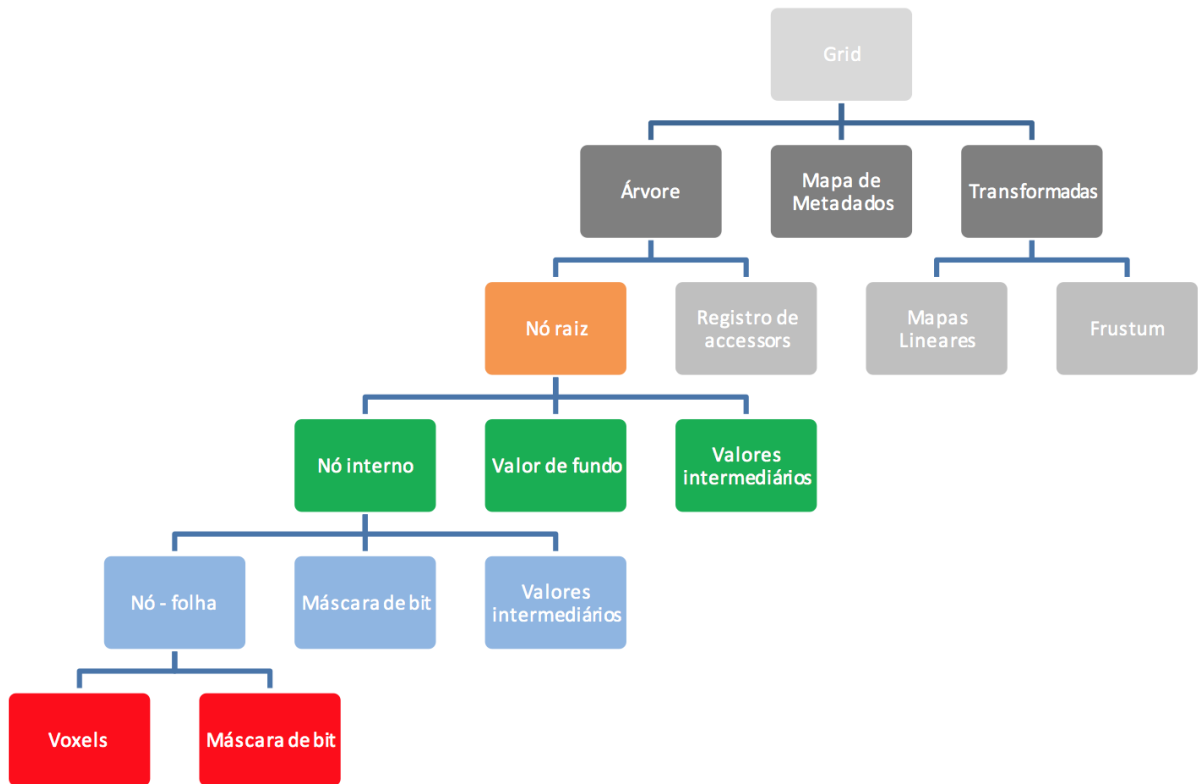 Grid
Árvore
Mapa de
Metadados
Transformadas
Nó raiz
Registro de
accessors
Mapas
Lineares
Frustum
Nó interno
Valor de fundo
Valores
intermediários
Nó - folha
Máscara de bit
Valores
intermediários
Voxels
Máscara de bit